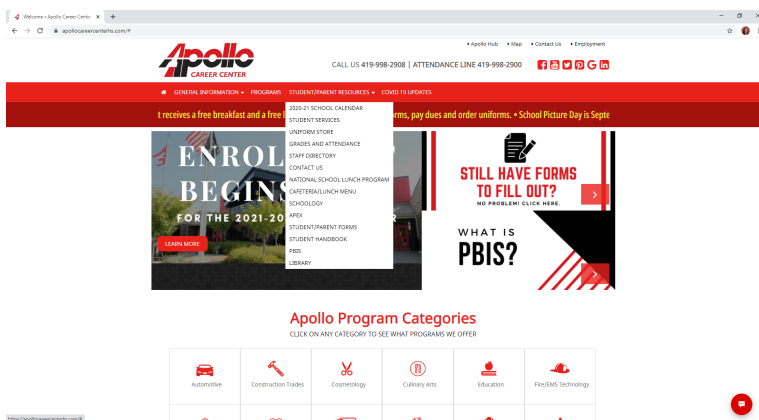 Welcome • Apollo Career Center
apollocareercenterhs.com/#
Apollo Hub Map Contact Us Employment
Apollo
CAREER CENTER
CALL US 419-998-2908 | ATTENDANCE LINE 419-998-2900
GENERAL INFORMATION PROGRAMS STUDENT/PARENT RESOURCES COVID 19 UPDATES
t receives a free breakfast and a free
rms, pay dues and order uniforms. • School Picture Day is Septe
2020-21 SCHOOL CALENDAR
STUDENT SERVICES
UNIFORM STORE
GRADES AND ATTENDANCE
STAFF DIRECTORY
CONTACT US
NATIONAL SCHOOL LUNCH PROGRAM
CAFETERIA/LUNCH MENU
SCHOOLOGY
APEX
STUDENT/PARENT FORMS
STUDENT HANDBOOK
PBIS
LIBRARY
ENROL
BEGINS
FOR THE 2021-20
LEARN MORE
STILL HAVE FORMS
TO FILL OUT?
NO PROBLEM! CLICK HERE.
WHAT IS
PBIS?
Apollo Program Categories
CLICK ON ANY CATEGORY TO SEE WHAT PROGRAMS WE OFFER
Automotive
Construction Trades
Cosmetology
Culinary Arts
Education
Fire/EMS Technology
https://apollocareercenterhs.com/#